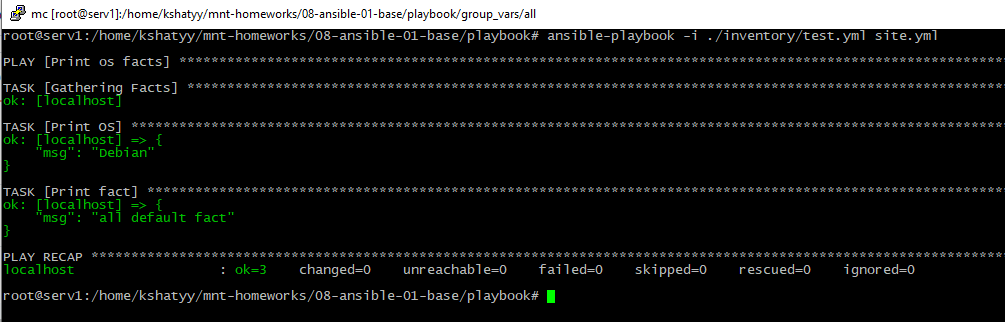 mc [root@serv1]:/home/kshatyy/mnt-homeworks/08-ansible-01-base/playbook/group_vars/all
root@serv1:/home/kshatyy/mnt-homeworks/08-ansible-01-base/playbook# ansible-playbook -i ./inventory/test.yml site.yml
PLAY [Print os facts] *******************************************************************************************************
TASK [Gathering Facts] ******************************************************************************************************
ok: [localhost]
TASK [Print OS] *************************************************************************************************************
ok: [localhost] => {
    "msg": "Debian"
}
TASK [Print fact] ***********************************************************************************************************
ok: [localhost] => {
    "msg": "all default fact"
}
PLAY RECAP ******************************************************************************************************************
localhost                  : ok=3    changed=0    unreachable=0    failed=0    skipped=0    rescued=0    ignored=0
root@serv1:/home/kshatyy/mnt-homeworks/08-ansible-01-base/playbook#